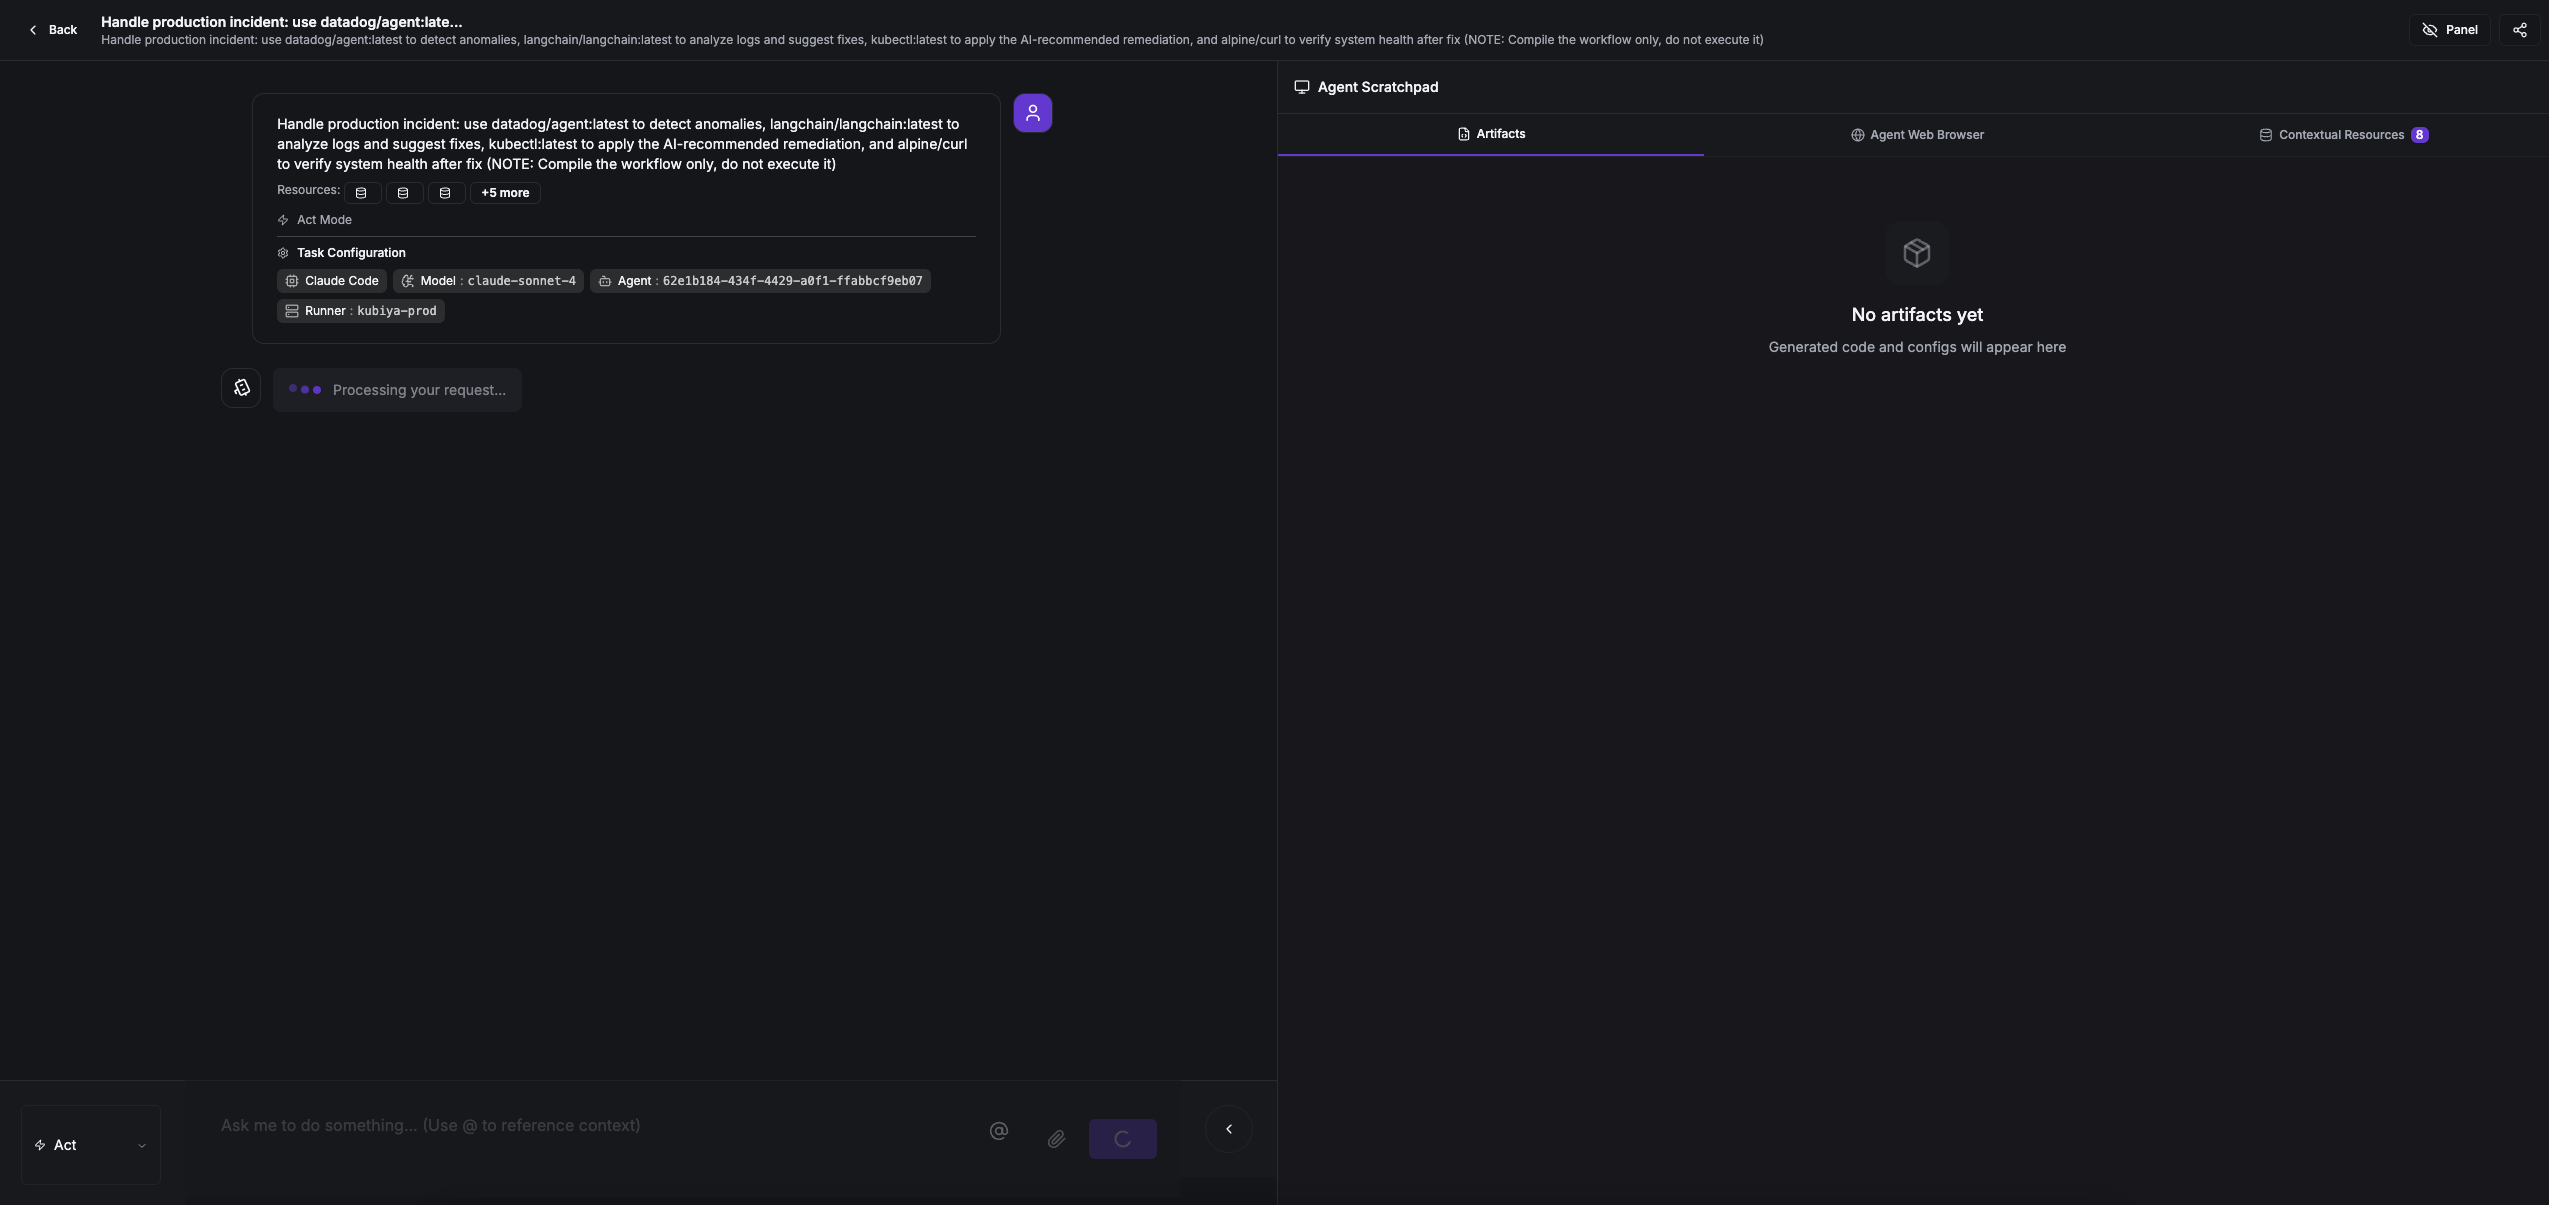 Back
Handle production incident: use datadog/agent:late...
Handle production incident: use datadog/agent:latest to detect anomalies, langchain/langchain:latest to analyze logs and suggest fixes, kubectl:latest to apply the AI-recommended remediation, and alpine/curl to verify system health after fix (NOTE: Compile the workflow only, do not execute it)
Panel
Handle production incident: use datadog/agent:latest to detect anomalies, langchain/langchain:latest to
analyze logs and suggest fixes, kubectl:latest to apply the AI-recommended remediation, and alpine/curl
to verify system health after fix (NOTE: Compile the workflow only, do not execute it)
Resources: +5 more
Act Mode
Task Configuration
Claude Code Model : claude-sonnet-4 Agent : 62e1b184-434f-4429-a0f1-ffabbcf9eb07
Runner : kubiya-prod
Processing your request...
Act
Ask me to do something... (Use @ to reference context)
Agent Scratchpad
Artifacts Agent Web Browser Contextual Resources 8
No artifacts yet
Generated code and configs will appear here